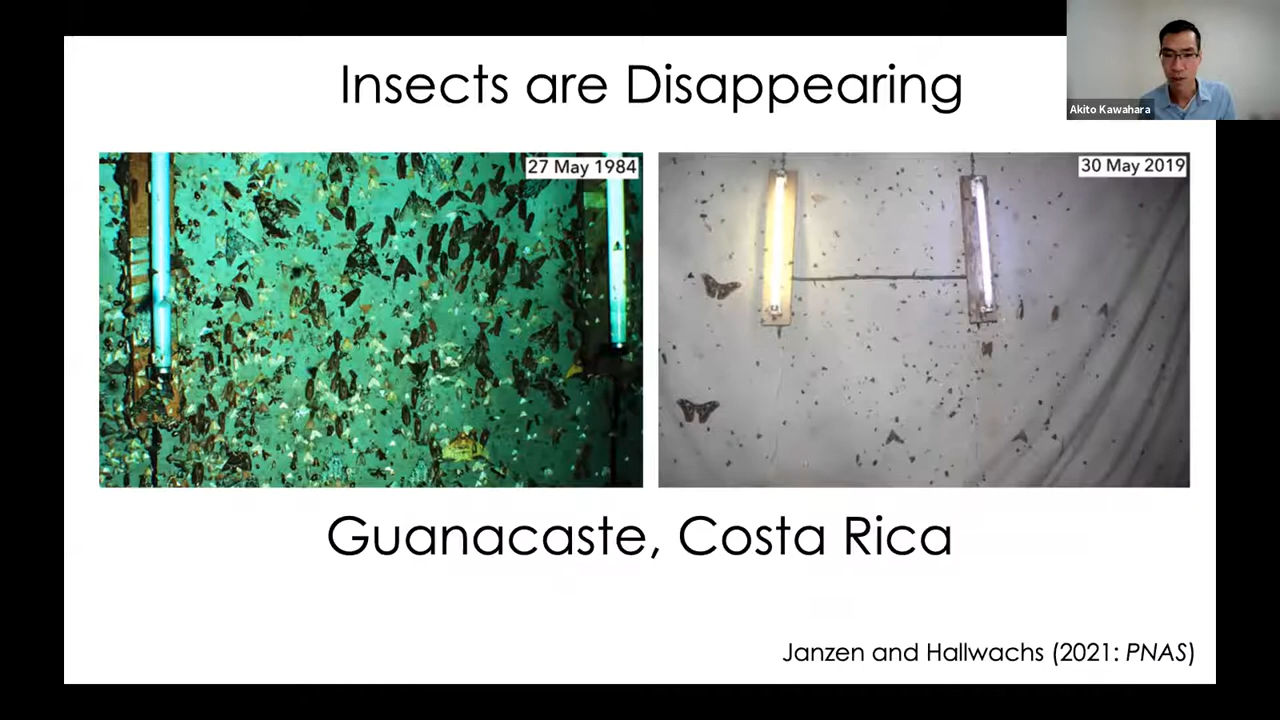 Insects are Disappearing
Akito Kawahara
27 May 1984
30 May 2019
Guanacaste, Costa Rica
Janzen and Hallwachs (2021: PNAS)